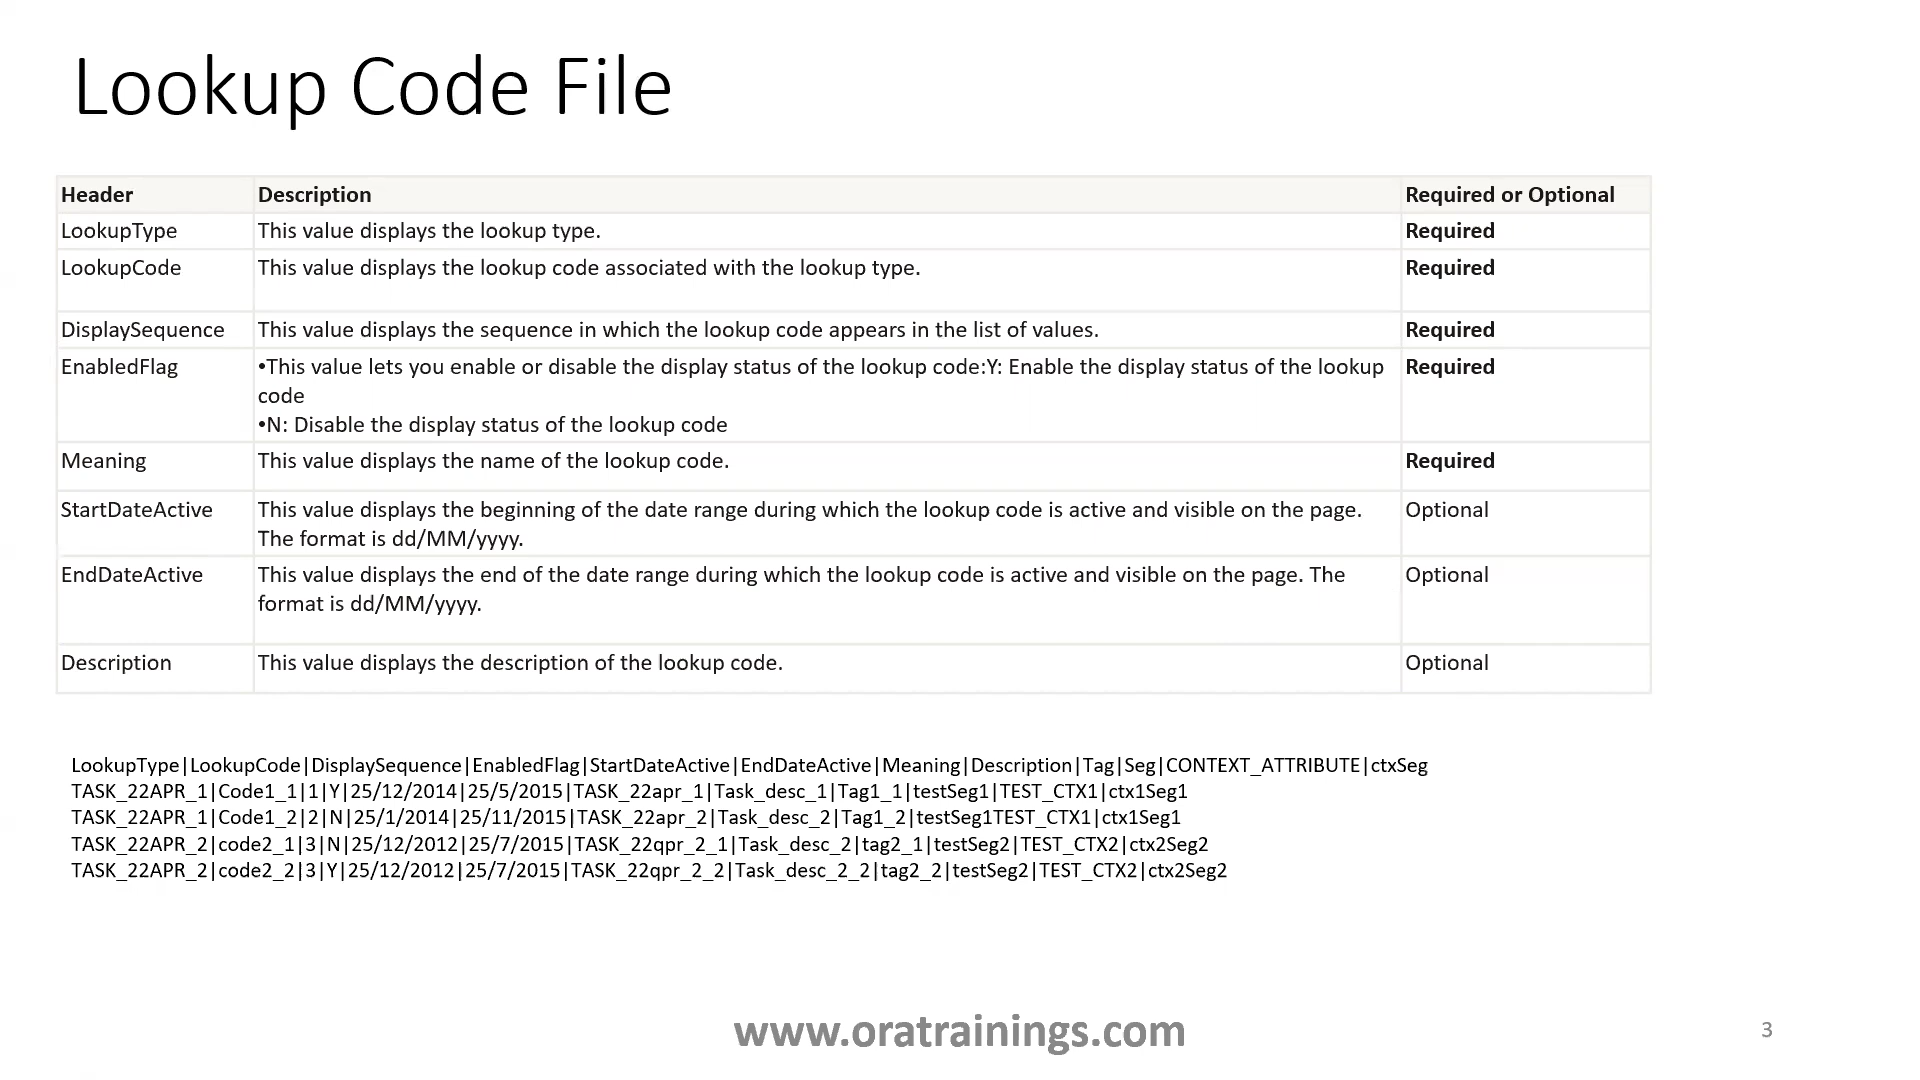 Lookup Code File
Header Description Required or Optional
LookupType This value displays the lookup type. Required
LookupCode This value displays the lookup code associated with the lookup type. Required
DisplaySequence This value displays the sequence in which the lookup code appears in the list of values. Required
EnabledFlag •This value lets you enable or disable the display status of the lookup code:Y: Enable the display status of the lookup Required
code
•N: Disable the display status of the lookup code
Meaning This value displays the name of the lookup code. Required
StartDateActive This value displays the beginning of the date range during which the lookup code is active and visible on the page. Optional
The format is dd/MM/yyyy.
EndDateActive This value displays the end of the date range during which the lookup code is active and visible on the page. The Optional
format is dd/MM/yyyy.
Description This value displays the description of the lookup code. Optional
LookupType|LookupCode|DisplaySequence|EnabledFlag|StartDateActive|EndDateActive|Meaning|Description|Tag|Seg|CONTEXT_ATTRIBUTE|ctxSeg
TASK_22APR_1|Code1_1|1|Y|25/12/2014|25/5/2015|TASK_22apr_1|Task_desc_1|Tag1_1|testSeg1|TEST_CTX1|ctx1Seg1
TASK_22APR_1|Code1_2|2|N|25/1/2014|25/11/2015|TASK_22apr_2|Task_desc_2|Tag1_2|testSeg1TEST_CTX1|ctx1Seg1
TASK_22APR_2|code2_1|3|N|25/12/2012|25/7/2015|TASK_22qpr_2_1|Task_desc_2|tag2_1|testSeg2|TEST_CTX2|ctx2Seg2
TASK_22APR_2|code2_2|3|Y|25/12/2012|25/7/2015|TASK_22qpr_2_2|Task_desc_2_2|tag2_2|testSeg2|TEST_CTX2|ctx2Seg2
www.oratrainings.com
3